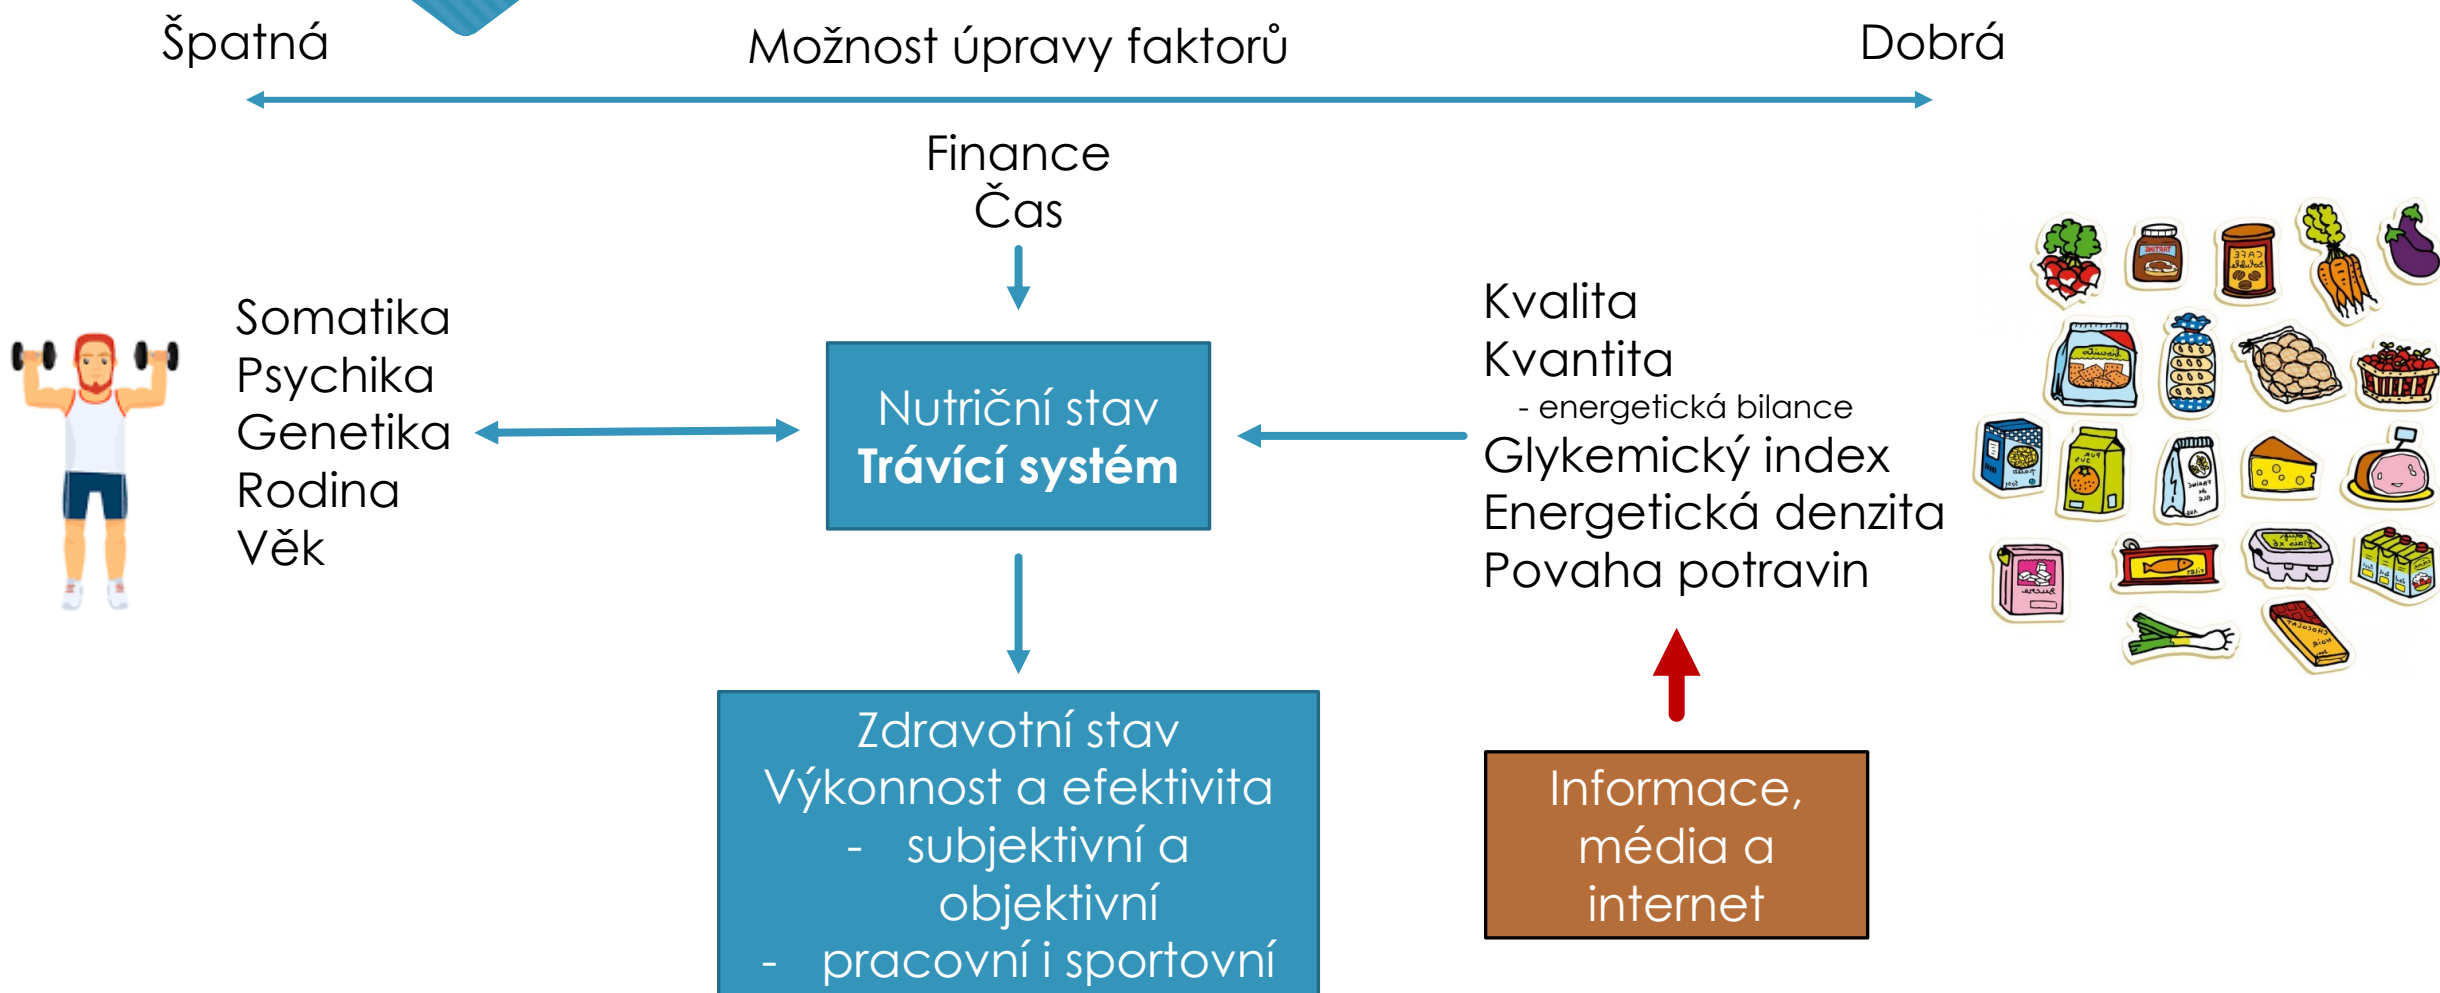 Špatná
Možnost úpravy faktorů
Dobrá
Finance
Čas
Somatika
Psychika
Genetika
Rodina
Věk
Nutriční stav
Trávící systém
Kvalita
Kvantita
- energetická bilance
Glykemický index
Energetická denzita
Povaha potravin
Zdravotní stav
Výkonnost a efektivita
- subjektivní a
objektivní
- pracovní i sportovní
Informace,
média a
internet